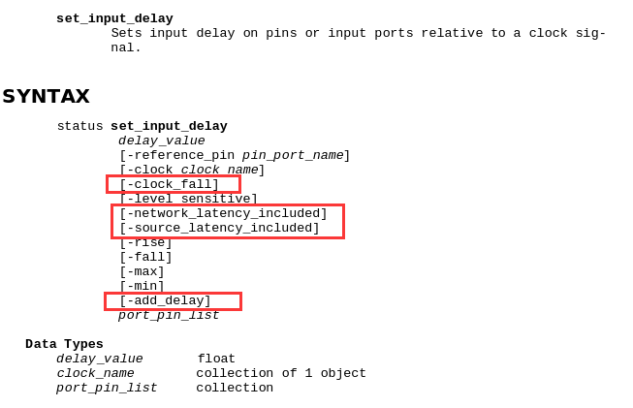 set_input_delay
Sets input delay on pins or input ports relative to a clock sig-
nal.
SYNTAX
status set_input_delay
delay_value
[-reference_pin pin_port_name]
[-clock clock_name]
[-clock_fall]
[-level_sensitive]
[-network_latency_included]
[-source_latency_included]
[-rise]
[-fall]
[-max]
[-min]
[-add_delay]
port_pin_list
Data Types
delay_value float
clock_name collection of 1 object
port_pin_list collection